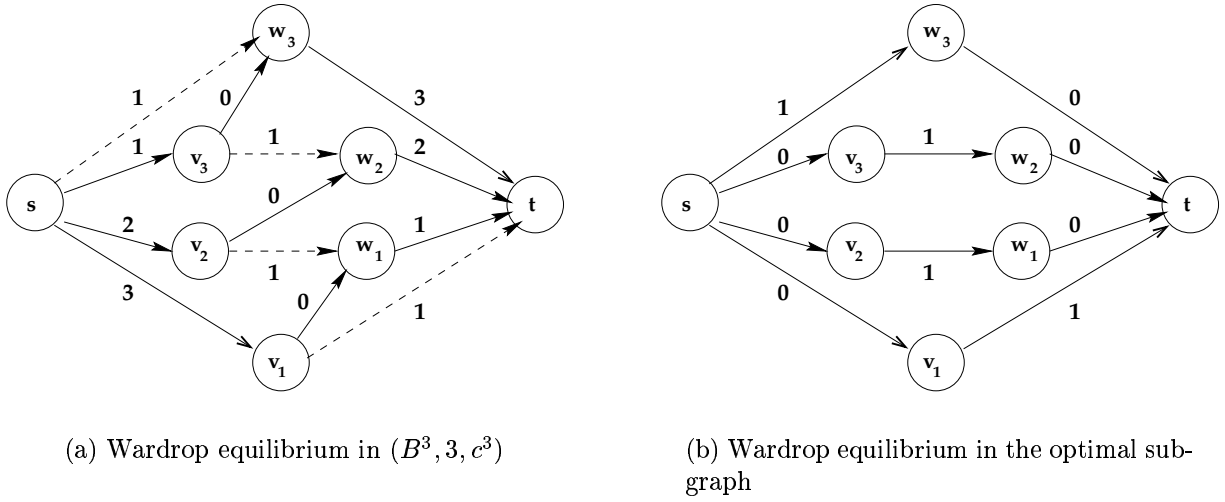 w3
1
0
3
1
v3
1
w2
2
s
0
t
2
v2
1
w1
1
3
0
1
v1
(a) Wardrop equilibrium in (B^3, 3, c^3)
w3
1
0
0
v3
1
w2
0
s
t
0
v2
1
w1
0
0
1
v1
(b) Wardrop equilibrium in the optimal sub-
graph